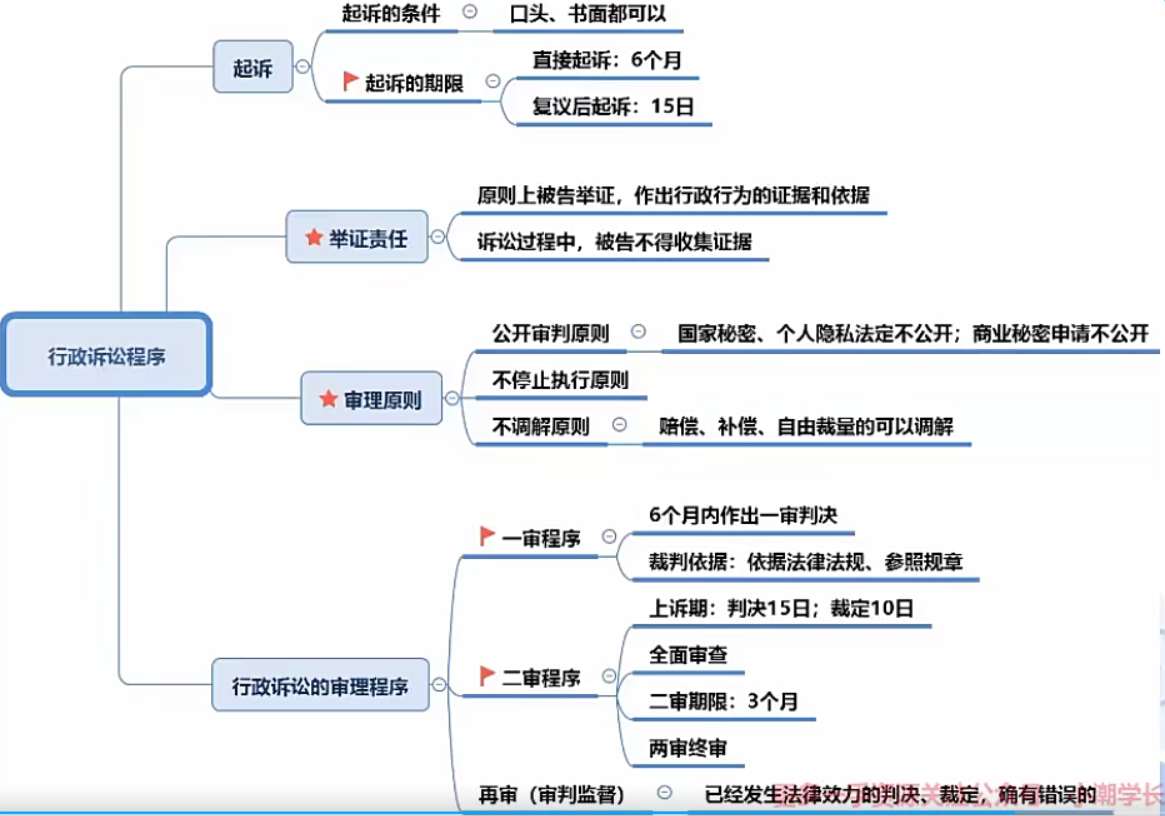 起诉的条件
口头、书面都可以
起诉
起诉的期限
直接起诉：6个月
复议后起诉：15日
举证责任
原则上被告举证，作出行政行为的证据和依据
诉讼过程中，被告不得收集证据
行政诉讼程序
审理原则
公开审判原则
国家秘密、个人隐私法定不公开；商业秘密申请不公开
不停止执行原则
不调解原则
赔偿、补偿、自由裁量的可以调解
行政诉讼的审理程序
一审程序
6个月内作出一审判决
裁判依据：依据法律法规、参照规章
二审程序
上诉期：判决15日；裁定10日
全面审查
二审期限：3个月
两审终审
再审（审判监督）
已经发生法律效力的判决、裁定，确有错误的
潮学长